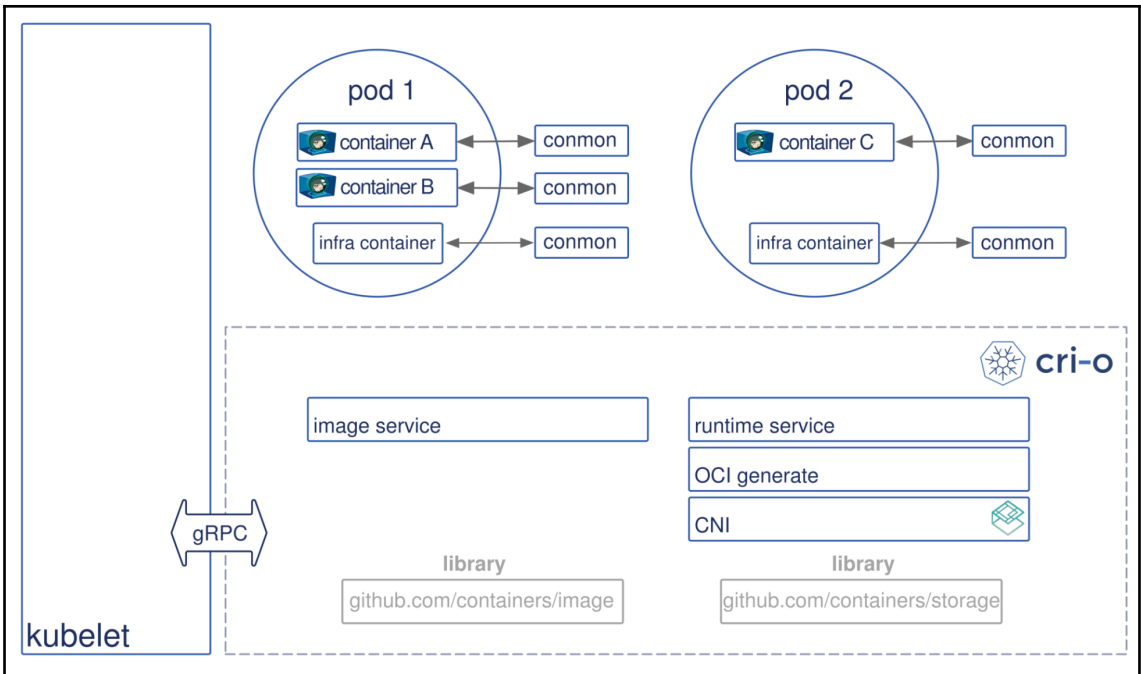 pod 1
container A
conmon
container B
conmon
infra container
conmon
pod 2
container C
conmon
infra container
conmon
cri-o
image service
runtime service
OCI generate
CNI
gRPC
library
github.com/containers/image
library
github.com/containers/storage
kubelet